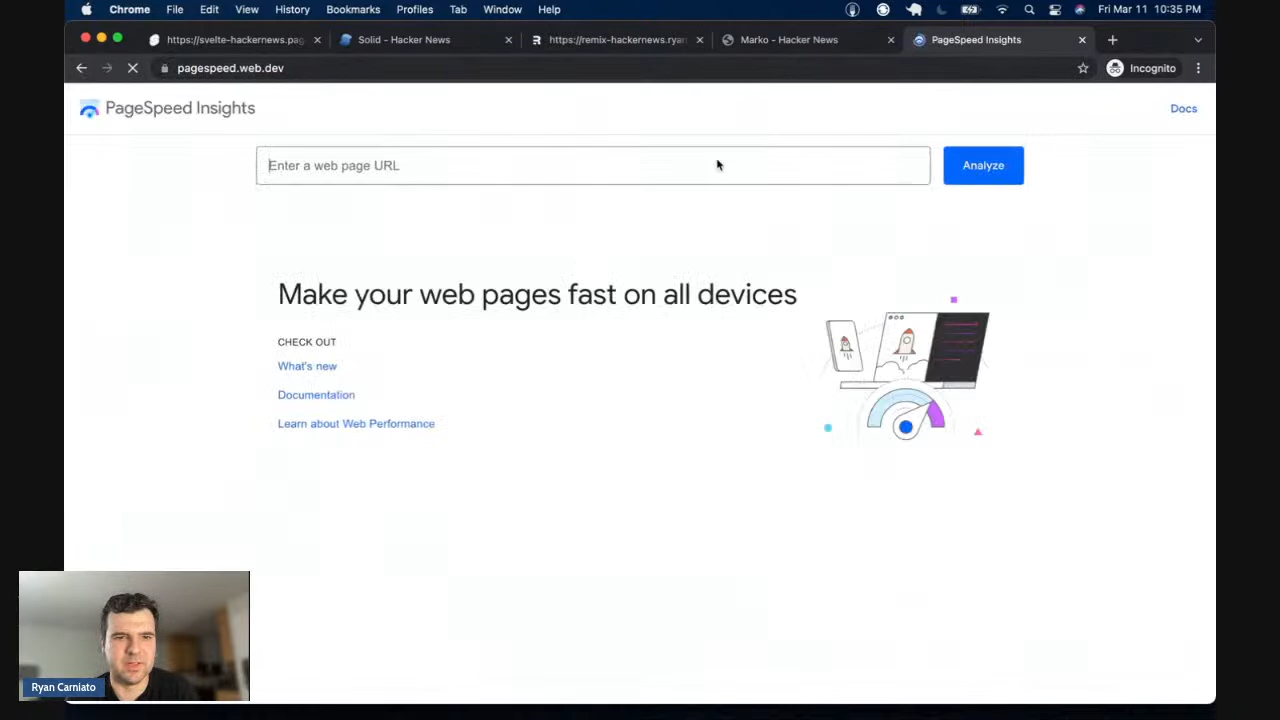 Chrome File Edit View History Bookmarks Profiles Tab Window Help Fri Mar 11 10:35 PM
https://svelte-hackernews.pag Solid - Hacker News https://remix-hackernews.ryan Marko - Hacker News PageSpeed Insights
pagespeed.web.dev Incognito
PageSpeed Insights Docs
Enter a web page URL Analyze
Make your web pages fast on all devices
CHECK OUT
What's new
Documentation
Learn about Web Performance
Ryan Carniato